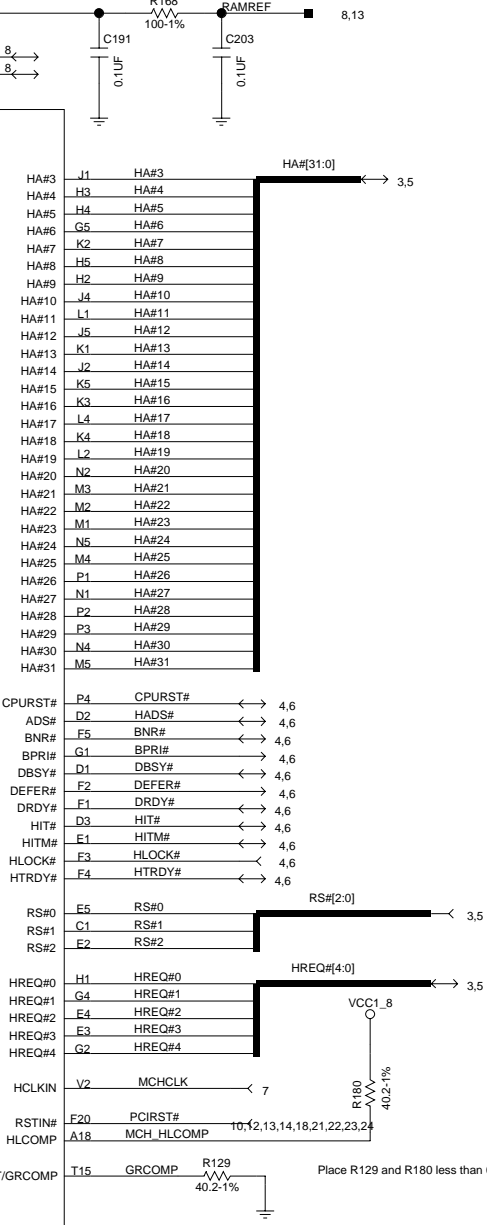 R168 RAMREF 8,13
100-1%
8 C191 C203
8 0.1UF 0.1UF
HA#[31:0]
HA#3 J1 HA#3 3,5
HA#4 H3 HA#4
HA#5 H4 HA#5
HA#6 G5 HA#6
HA#7 K2 HA#7
HA#8 H5 HA#8
HA#9 H2 HA#9
HA#10 J4 HA#10
HA#11 L1 HA#11
HA#12 J5 HA#12
HA#13 K1 HA#13
HA#14 J2 HA#14
HA#15 K5 HA#15
HA#16 K3 HA#16
HA#17 L4 HA#17
HA#18 K4 HA#18
HA#19 L2 HA#19
HA#20 N2 HA#20
HA#21 M3 HA#21
HA#22 M2 HA#22
HA#23 M1 HA#23
HA#24 N5 HA#24
HA#25 M4 HA#25
HA#26 P1 HA#26
HA#27 N1 HA#27
HA#28 P2 HA#28
HA#29 P3 HA#29
HA#30 N4 HA#30
HA#31 M5 HA#31
CPURST# P4 CPURST# 4,6
ADS# D2 HADS# 4,6
BNR# F5 BNR# 4,6
BPRI# G1 BPRI# 4,6
DBSY# D1 DBSY# 4,6
DEFER# F2 DEFER# 4,6
DRDY# F1 DRDY# 4,6
HIT# D3 HIT# 4,6
HITM# E1 HITM# 4,6
HLOCK# F3 HLOCK# 4,6
HTRDY# F4 HTRDY# 4,6
RS#[2:0]
RS#0 E5 RS#0 3,5
RS#1 C1 RS#1
RS#2 E2 RS#2
HREQ#[4:0]
HREQ#0 H1 HREQ#0 3,5
HREQ#1 G4 HREQ#1 VCC1_8
HREQ#2 E4 HREQ#2
HREQ#3 E3 HREQ#3
HREQ#4 G2 HREQ#4
HCLKIN V2 MCHCLK 7
R180
40.2-1%
RSTIN# F20 PCIRST# 10,12,13,14,18,21,22,23,24
HLCOMP A18 MCH_HLCOMP
/GRCOMP T15 GRCOMP R129
40.2-1%
Place R129 and R180 less than